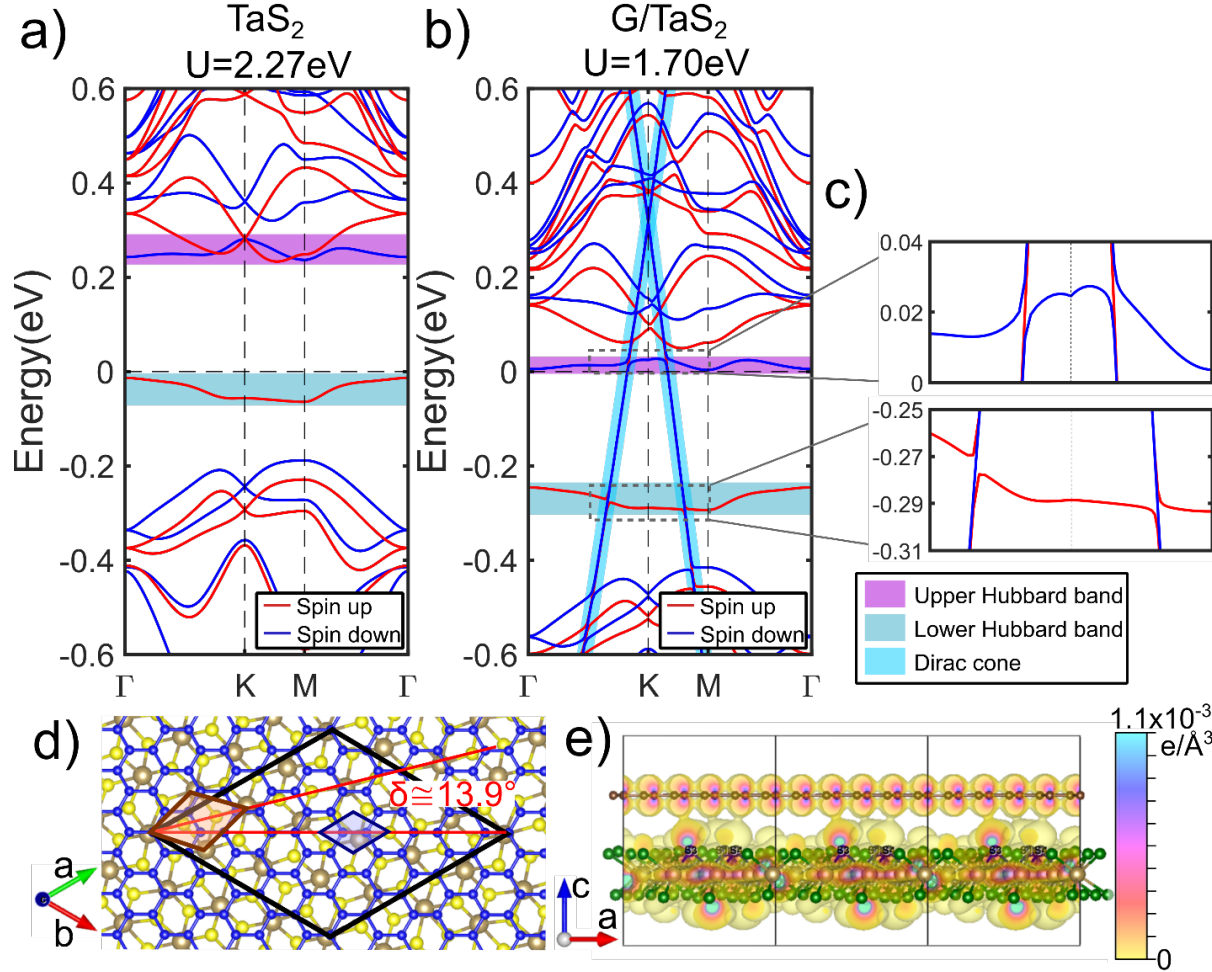 a)
TaS₂
U=2.27eV
b)
G/TaS₂
U=1.70eV
c)
Energy(eV)
0.6
0.4
0.2
0
-0.2
-0.4
-0.6
Γ
K
M
Γ
Spin up
Spin down
Energy(eV)
0.6
0.4
0.2
0
-0.2
-0.4
-0.6
Γ
K
M
Γ
Spin up
Spin down
0.04
0.02
0
-0.25
-0.27
-0.29
-0.31
Upper Hubbard band
Lower Hubbard band
Dirac cone
d)
δ≅13.9°
a
b
e)
c
a
1.1x10⁻³
e/Å³
0